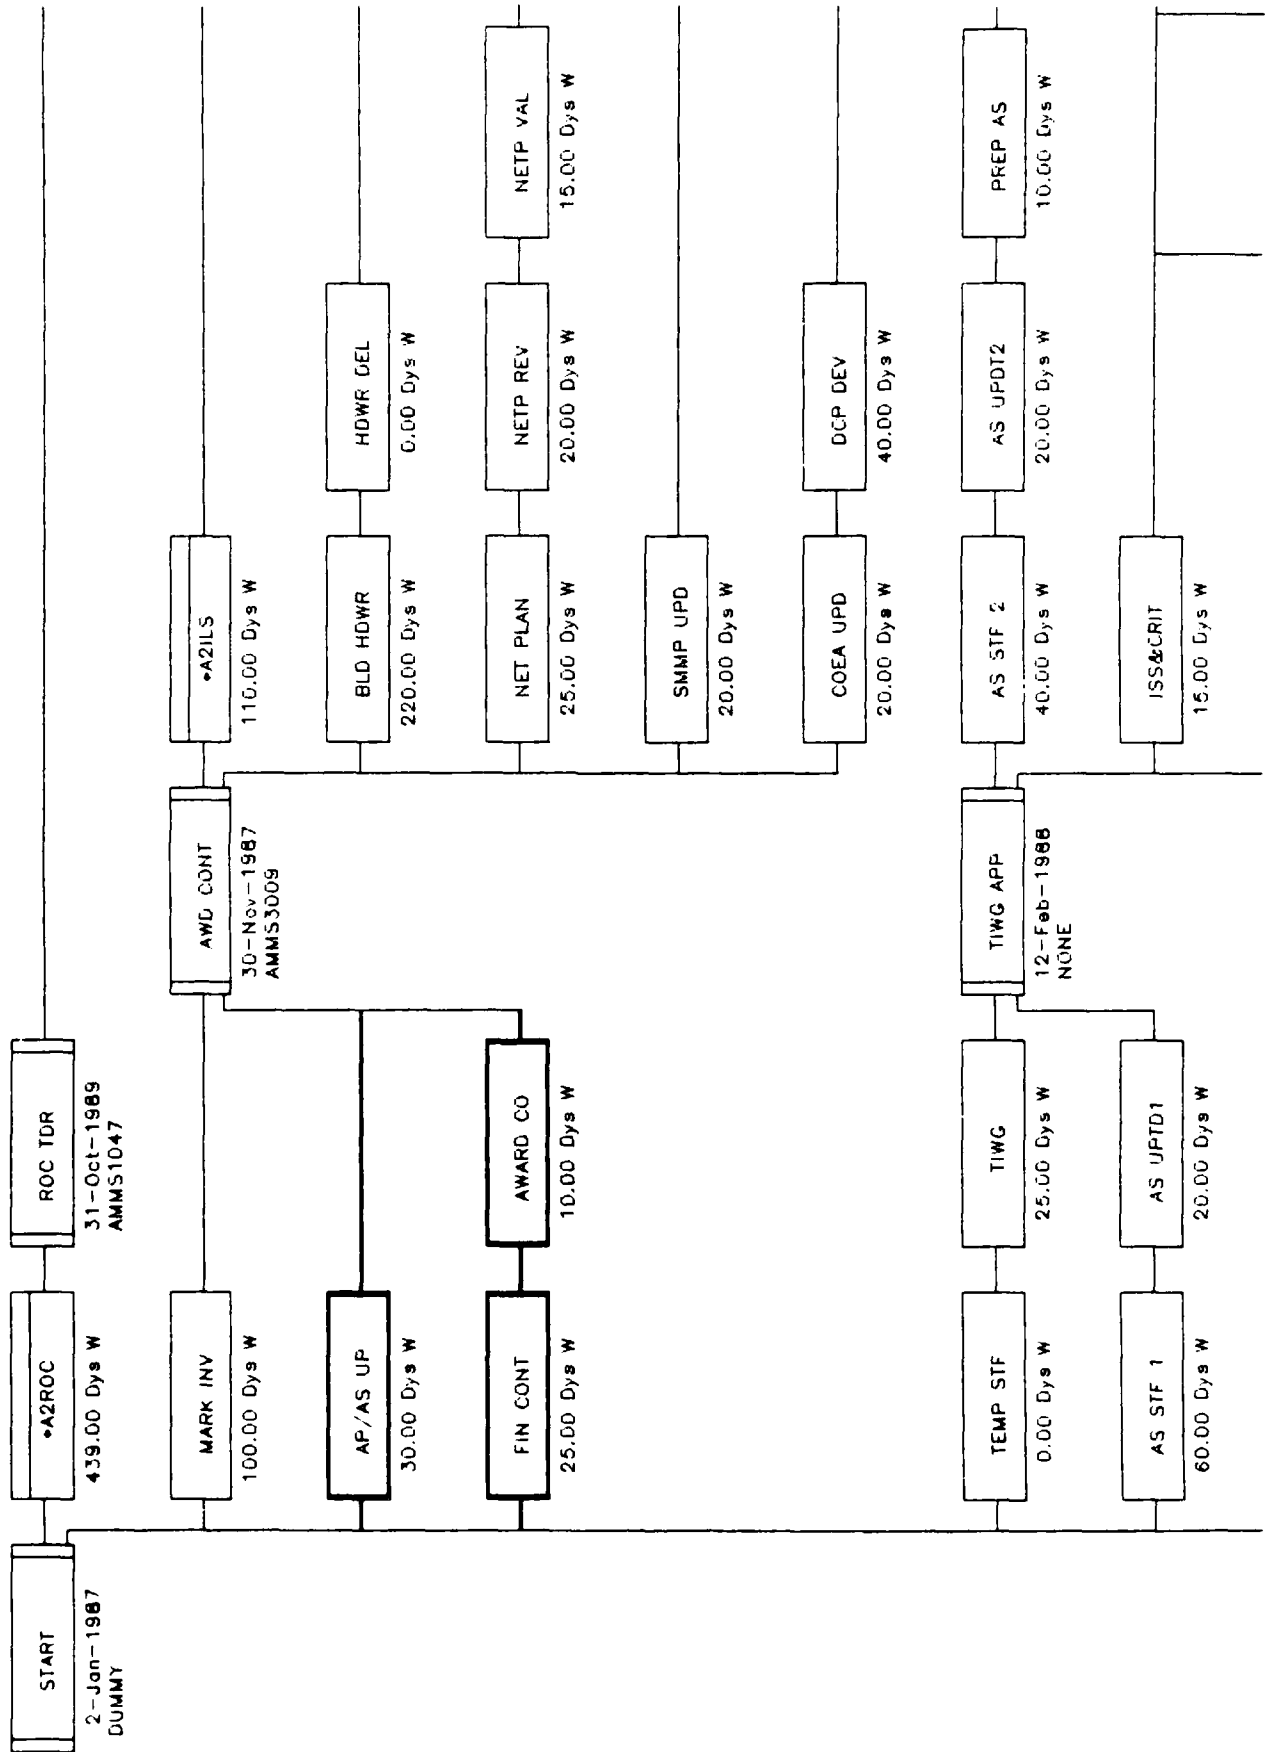 START
2-Jan-1987
DUMMY
*A2ROC
439.00 Dys W
ROC TDR
31-Oct-1989
AMMS1047
MARK INV
100.00 Dys W
AWD CONT
30-Nov-1987
AMMS3009
*A2ILS
110.00 Dys W
AP/AS UP
30.00 Dys W
BLD HDWR
220.00 Dys W
HDWR DEL
0.00 Dys W
FIN CONT
25.00 Dys W
AWARD CO
10.00 Dys W
NET PLAN
25.00 Dys W
NETP REV
20.00 Dys W
NETP VAL
15.00 Dys W
SMMP UPD
20.00 Dys W
COEA UPD
20.00 Dys W
DCP DEV
40.00 Dys W
TEMP STF
0.00 Dys W
TIWG
25.00 Dys W
TIWG APP
12-Feb-1988
NONE
AS STF 2
40.00 Dys W
AS UPDT2
20.00 Dys W
PREP AS
10.00 Dys W
AS STF 1
60.00 Dys W
AS UPTD1
20.00 Dys W
ISS&CRIT
15.00 Dys W